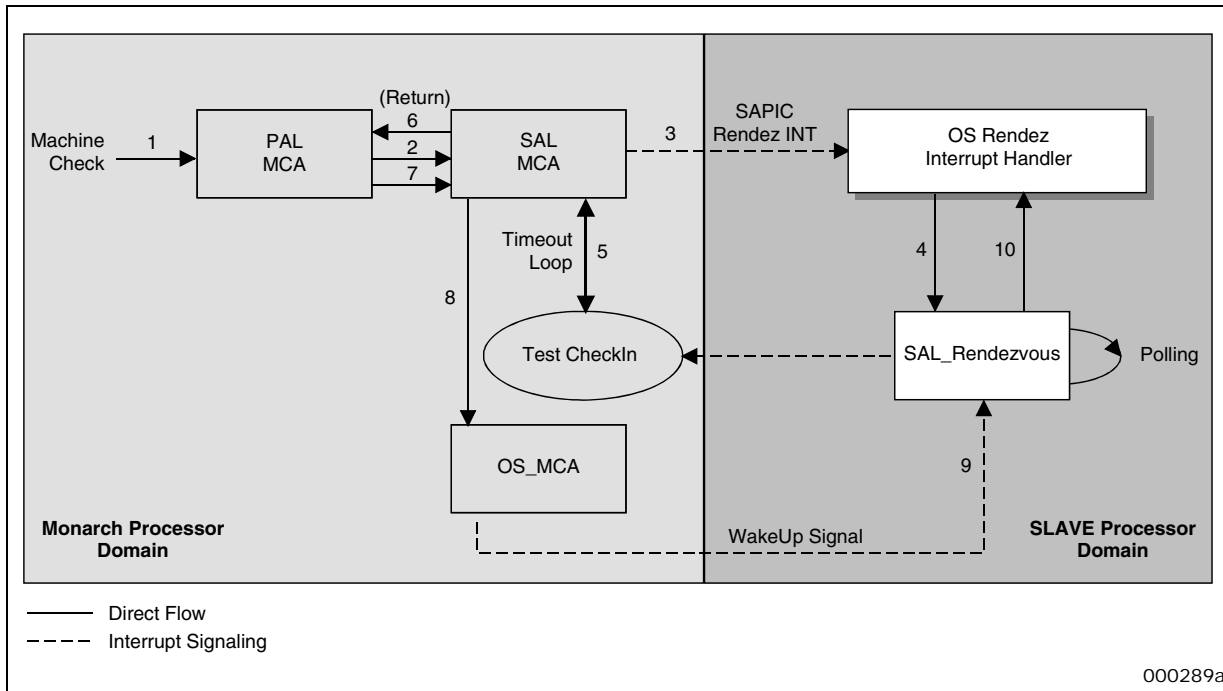 (Return)
Machine
Check
1
PAL
MCA
6
2
7
SAL
MCA
3
SAPIC
Rendez INT
OS Rendez
Interrupt Handler
Timeout
Loop
5
4
10
8
Test CheckIn
SAL_Rendezvous
Polling
OS_MCA
9
Monarch Processor
Domain
WakeUp Signal
SLAVE Processor
Domain
Direct Flow
Interrupt Signaling
000289a